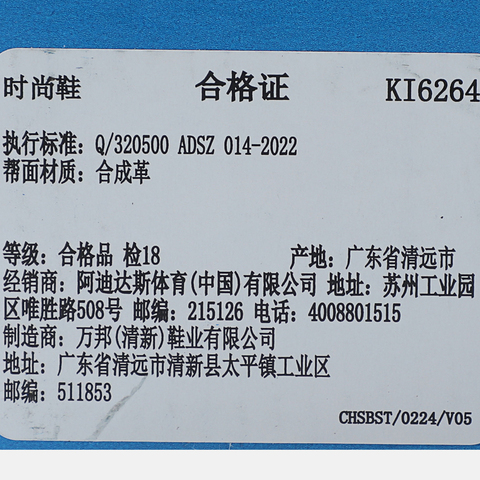 时尚鞋 合格证 KI6264
执行标准: Q/320500 ADSZ 014-2022
帮面材质: 合成革
等级: 合格品 检18 产地: 广东省清远市
经销商: 阿迪达斯体育(中国)有限公司 地址: 苏州工业园
区唯胜路508号 邮编: 215126 电话: 4008801515
制造商: 万邦(清新)鞋业有限公司
地址: 广东省清远市清新县太平镇工业区
邮编: 511853
CHSBST/0224/V05